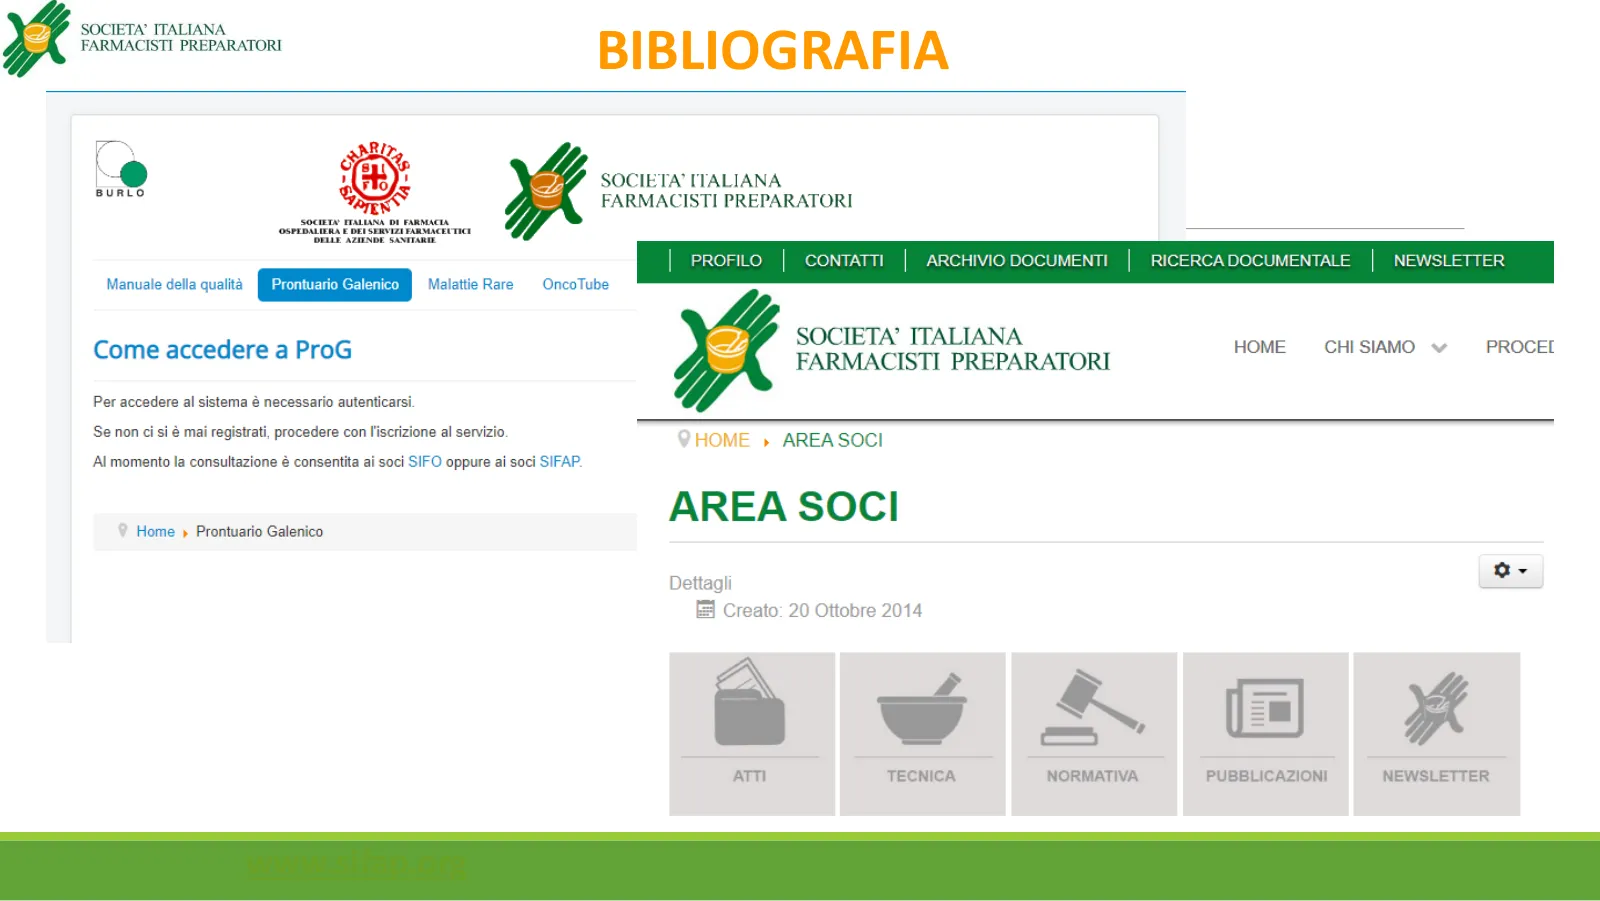 SOCIETA' ITALIANA
FARMACISTI PREPARATORI
BIBLIOGRAFIA
BURLO
CHARITAS
SAPIENTIA
S I
F O
SOCIETA' ITALIANA DI FARMACIA
OSPEDALIERA E DEI SERVIZI FARMACEUTICI
DELLE AZIENDE SANITARIE
SOCIETA' ITALIANA
FARMACISTI PREPARATORI
Manuale della qualità Prontuario Galenico Malattie Rare OncoTube
Come accedere a ProG
Per accedere al sistema è necessario autenticarsi.
Se non ci si è mai registrati, procedere con l'iscrizione al servizio.
Al momento la consultazione è consentita ai soci SIFO oppure ai soci SIFAP.
Home Prontuario Galenico
PROFILO CONTATTI ARCHIVIO DOCUMENTI RICERCA DOCUMENTALE NEWSLETTER
SOCIETA' ITALIANA
FARMACISTI PREPARATORI
HOME CHI SIAMO PROCED
HOME AREA SOCI
AREA SOCI
Dettagli
Creato: 20 Ottobre 2014
ATTI TECNICA NORMATIVA PUBBLICAZIONI NEWSLETTER